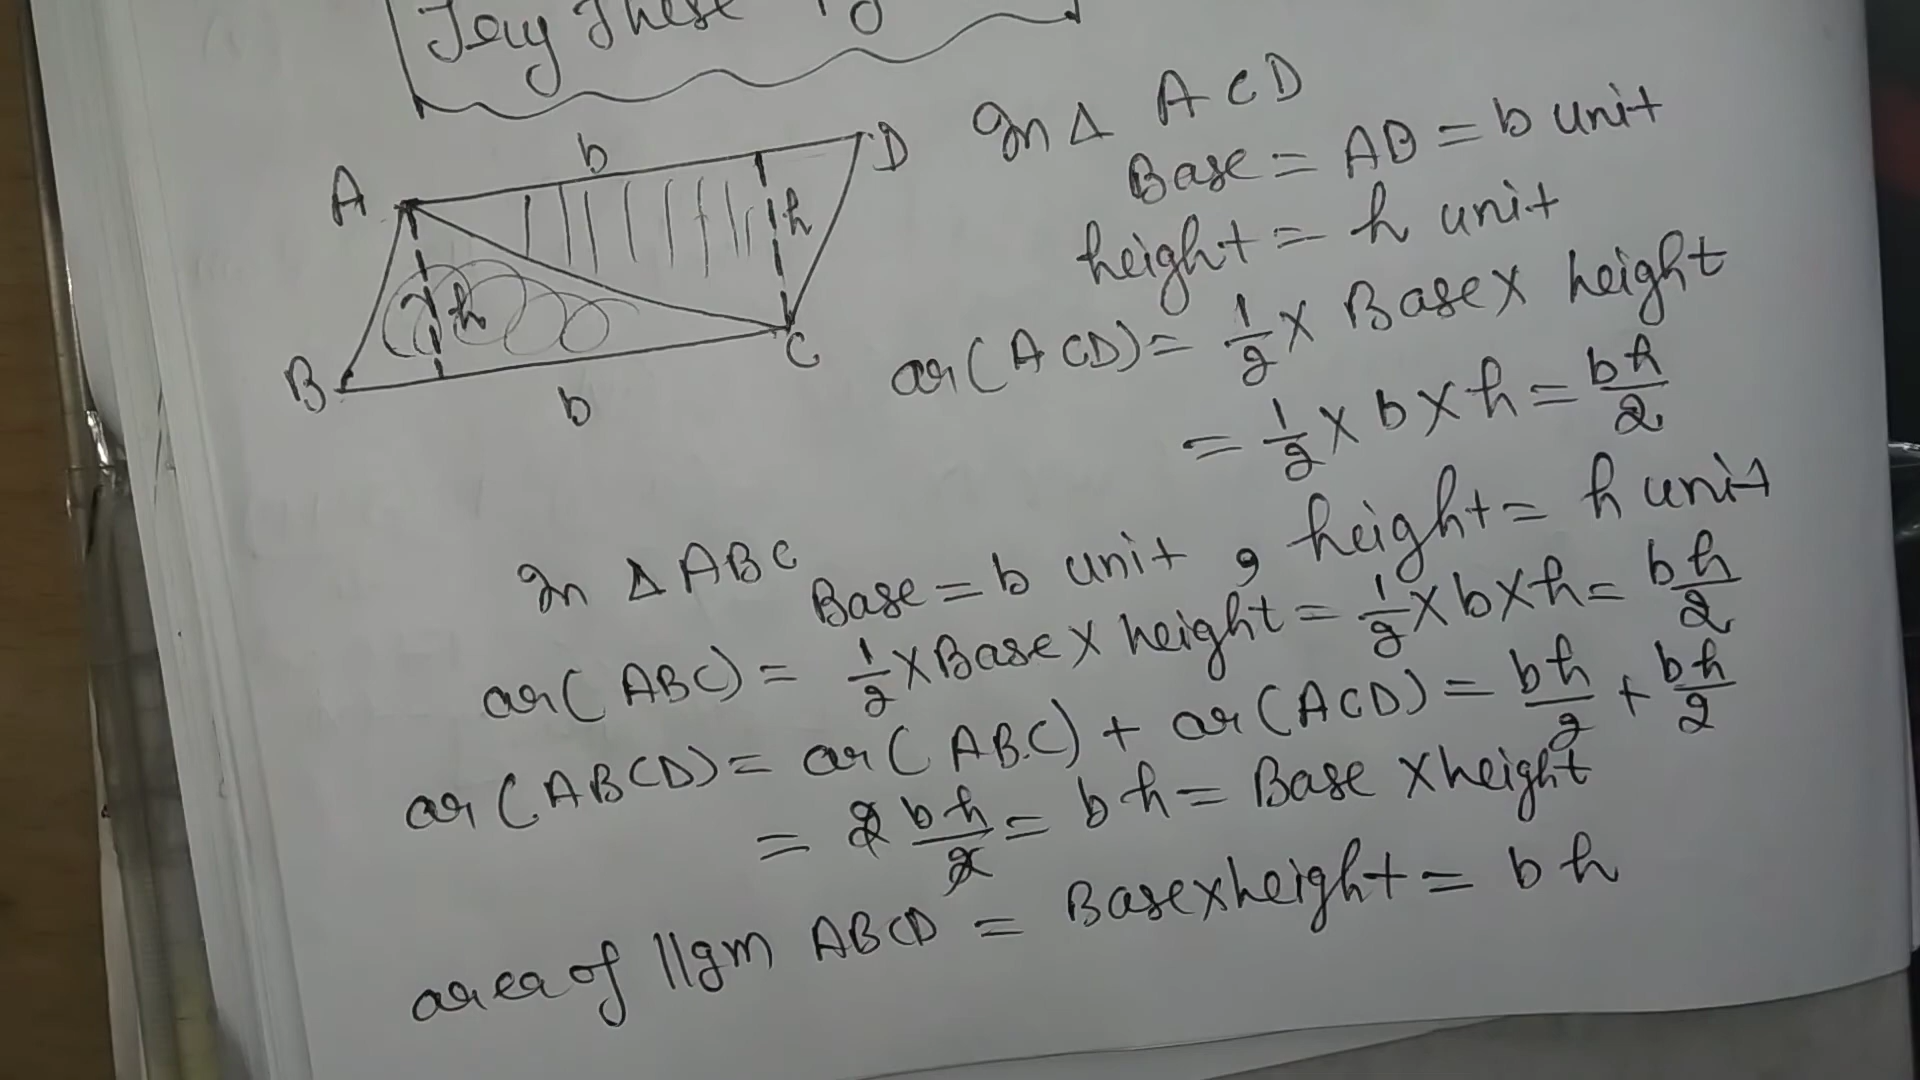 Jay These
A b D
h
h
B b C
In Δ ACD
Base = AD = b unit
height = h unit
ar(ACD) = 1/2 × Base × height
= 1/2 × b × h = bh/2
In Δ ABC
Base = b unit, height = h unit
ar(ABC) = 1/2 × Base × height = 1/2 × b × h = bh/2
ar(ABCD) = ar(ABC) + ar(ACD) = bh/2 + bh/2
= 2 bh/2 = bh = Base × height
area of ||gm ABCD = Base × height = bh